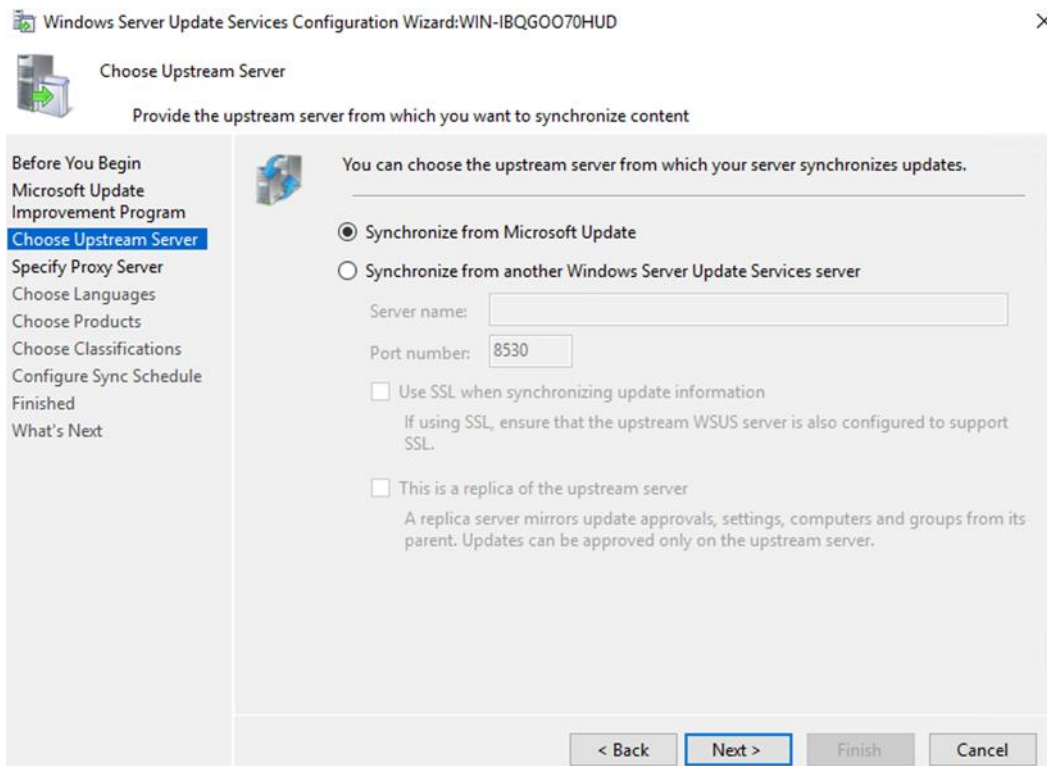 Windows Server Update Services Configuration Wizard:WIN-IBQGOO70HUD
Choose Upstream Server
Provide the upstream server from which you want to synchronize content
Before You Begin
Microsoft Update
Improvement Program
Choose Upstream Server
Specify Proxy Server
Choose Languages
Choose Products
Choose Classifications
Configure Sync Schedule
Finished
What's Next
You can choose the upstream server from which your server synchronizes updates.
Synchronize from Microsoft Update
Synchronize from another Windows Server Update Services server
Server name:
Port number: 8530
Use SSL when synchronizing update information
If using SSL, ensure that the upstream WSUS server is also configured to support
SSL.
This is a replica of the upstream server
A replica server mirrors update approvals, settings, computers and groups from its
parent. Updates can be approved only on the upstream server.
< Back Next > Finish Cancel